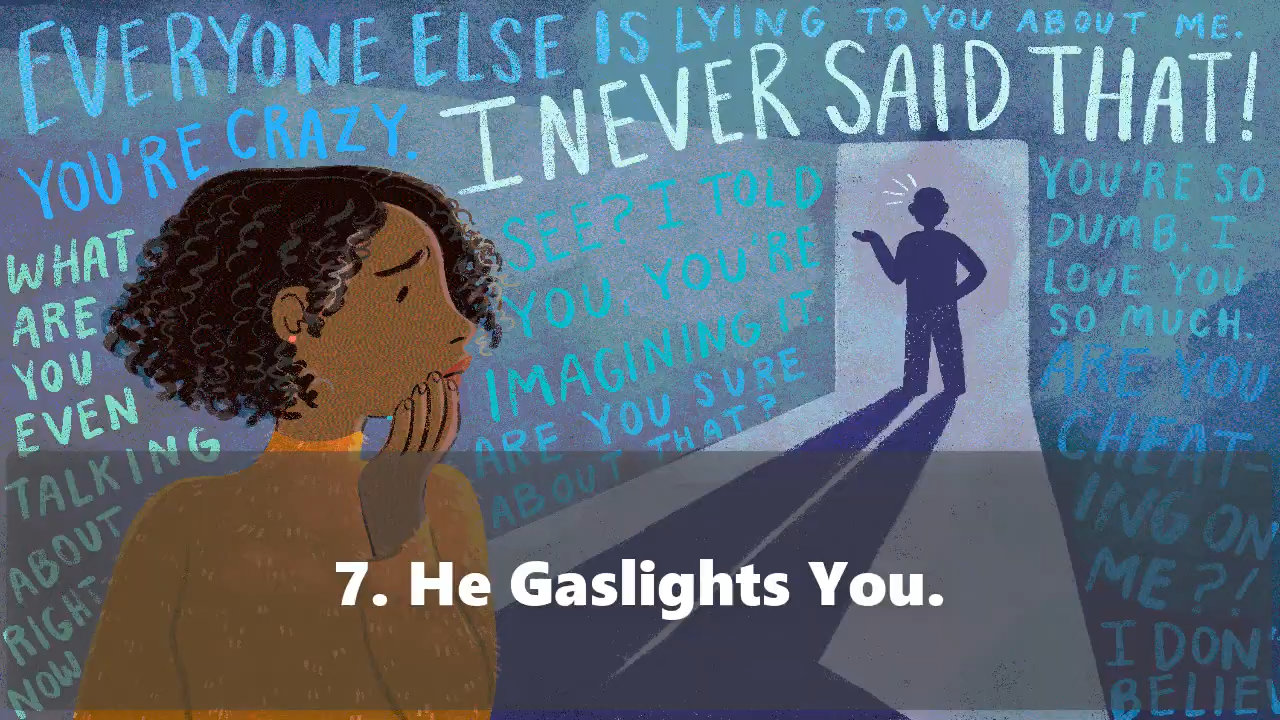 EVERYONE ELSE IS LYING TO YOU ABOUT ME.
I NEVER SAID THAT!
YOU'RE CRAZY.
WHAT
ARE
YOU
EVEN
TALKING
ABOUT
RIGHT
NOW
SEE? I TOLD
YOU, YOU'RE
IMAGINING IT.
ARE YOU SURE
ABOUT THAT?
YOU'RE SO
DUMB. I
LOVE YOU
SO MUCH.
ARE YOU
CHEAT-
ING ON
ME?!
I DON'
BELIEV
7. He Gaslights You.